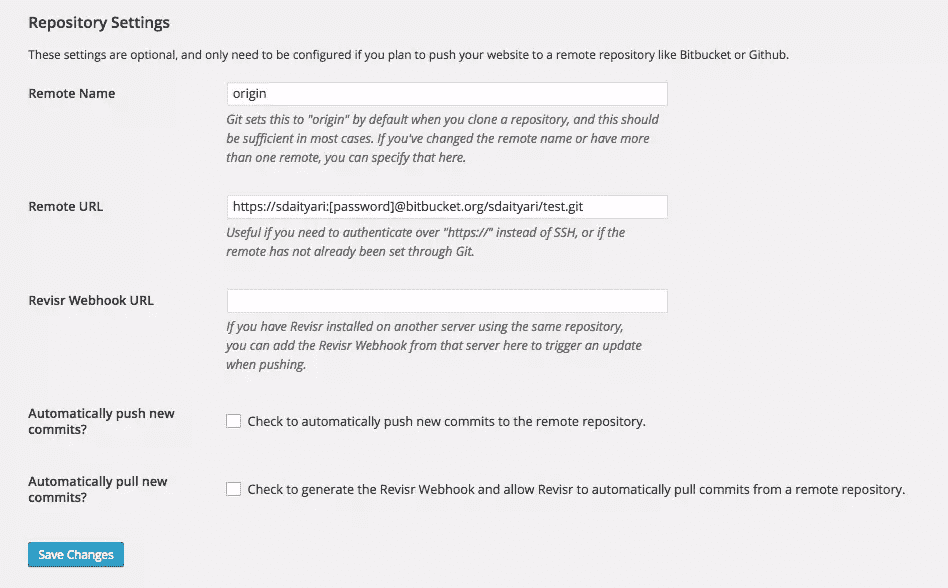 Repository Settings
These settings are optional, and only need to be configured if you plan to push your website to a remote repository like Bitbucket or Github.
Remote Name
origin
Git sets this to "origin" by default when you clone a repository, and this should
be sufficient in most cases. If you've changed the remote name or have more
than one remote, you can specify that here.
Remote URL
https://sdaityari:[password]@bitbucket.org/sdaityari/test.git
Useful if you need to authenticate over "https://" instead of SSH, or if the
remote has not already been set through Git.
Revisr Webhook URL
If you have Revisr installed on another server using the same repository,
you can add the Revisr Webhook from that server here to trigger an update
when pushing.
Automatically push new
commits?
Check to automatically push new commits to the remote repository.
Automatically pull new
commits?
Check to generate the Revisr Webhook and allow Revisr to automatically pull commits from a remote repository.
Save Changes